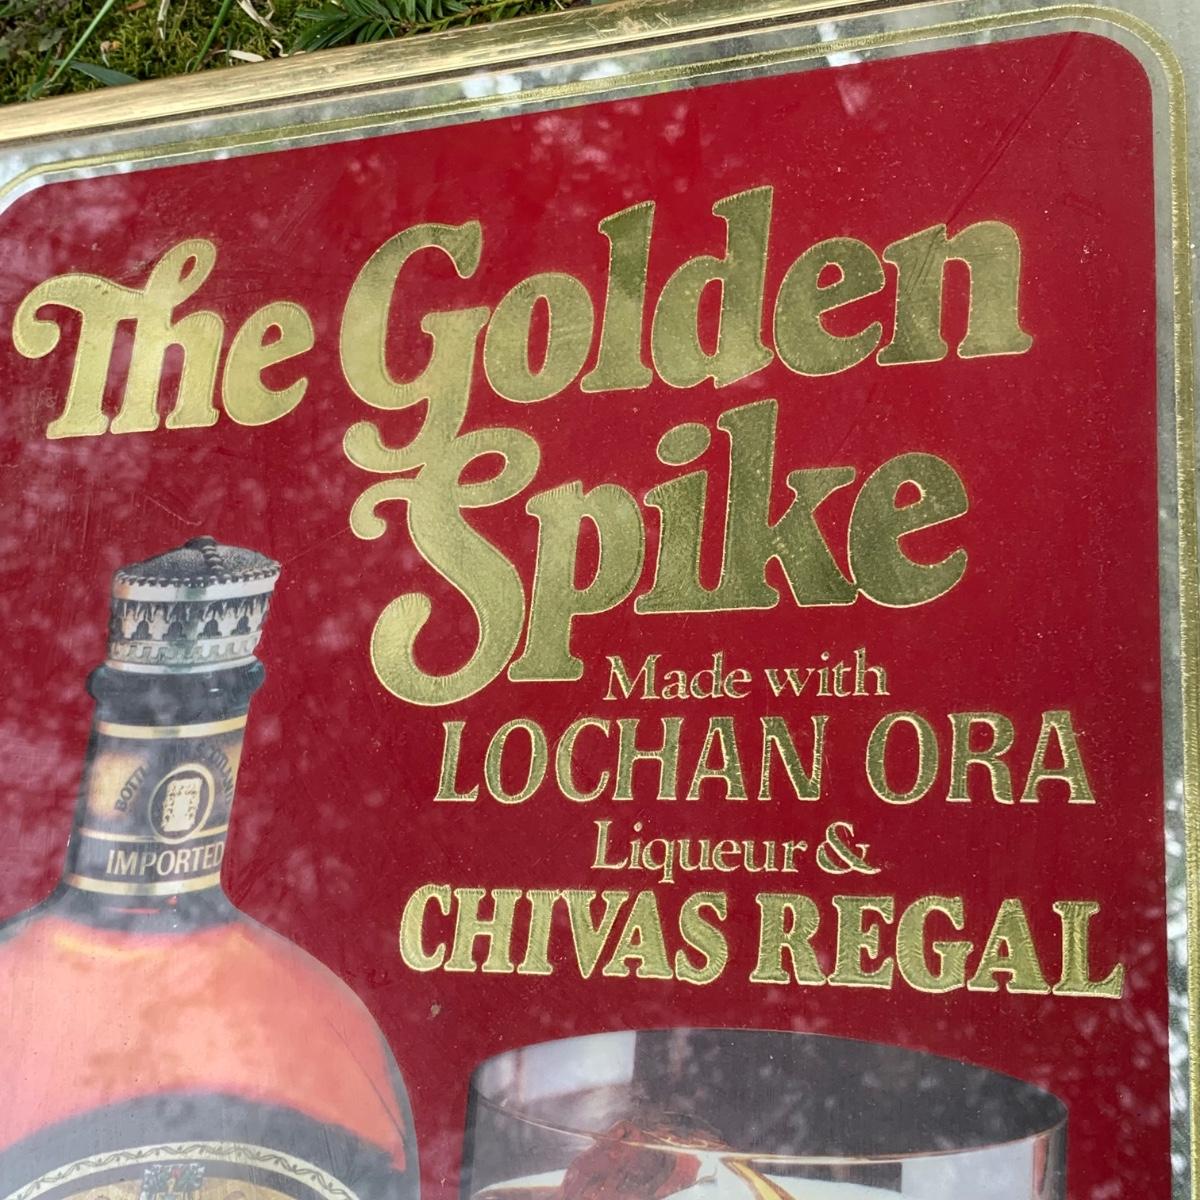 The Golden
Spike
Made with
LOCHAN ORA
Liqueur &
CHIVAS REGAL
IMPORTED